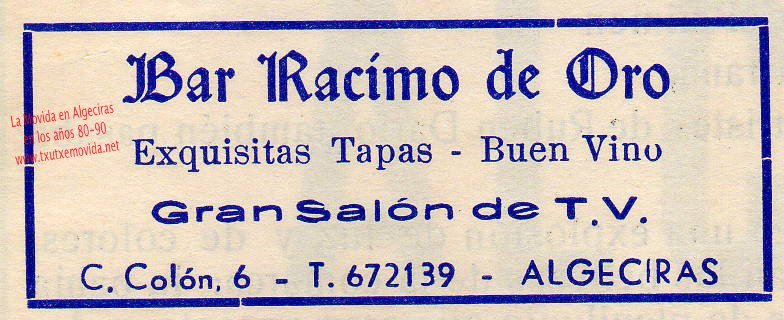 Bar Racimo de Oro
La Movida en Algeciras
en los años 80-90
www.txutxemovida.net
Exquisitas Tapas - Buen Vino
Gran Salón de T.V.
C. Colón, 6 - T. 672139 - ALGECIRAS